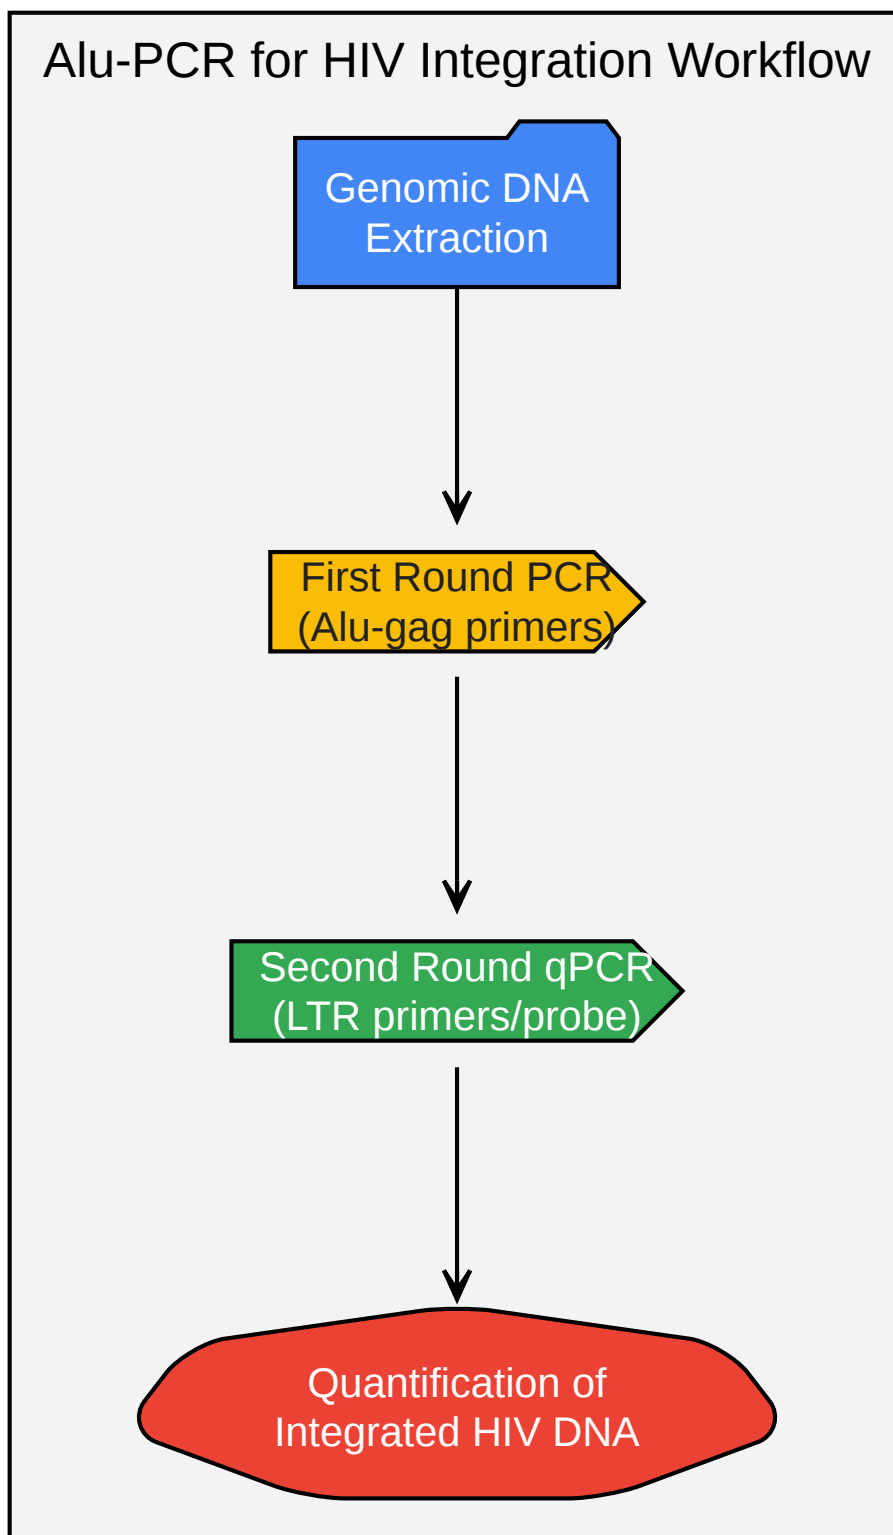 Alu-PCR for HIV Integration Workflow
Genomic DNA
Extraction
First Round PCR
(Alu-gag primers)
Second Round qPCR
(LTR primers/probe)
Quantification of
Integrated HIV DNA